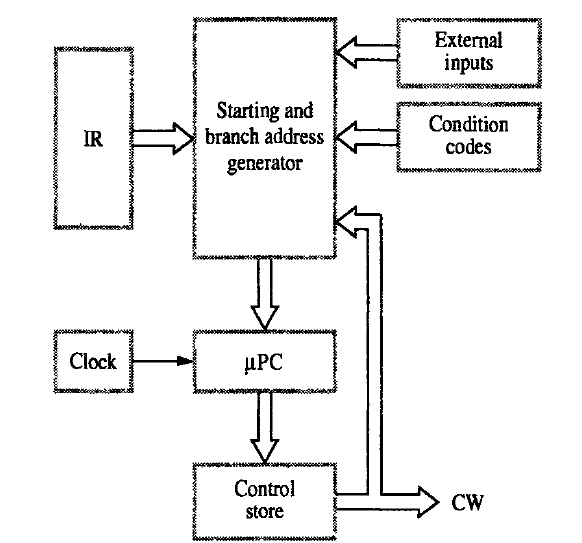 External
inputs
Starting and
branch address
generator
IR
Condition
codes
Clock
μPC
Control
store
CW